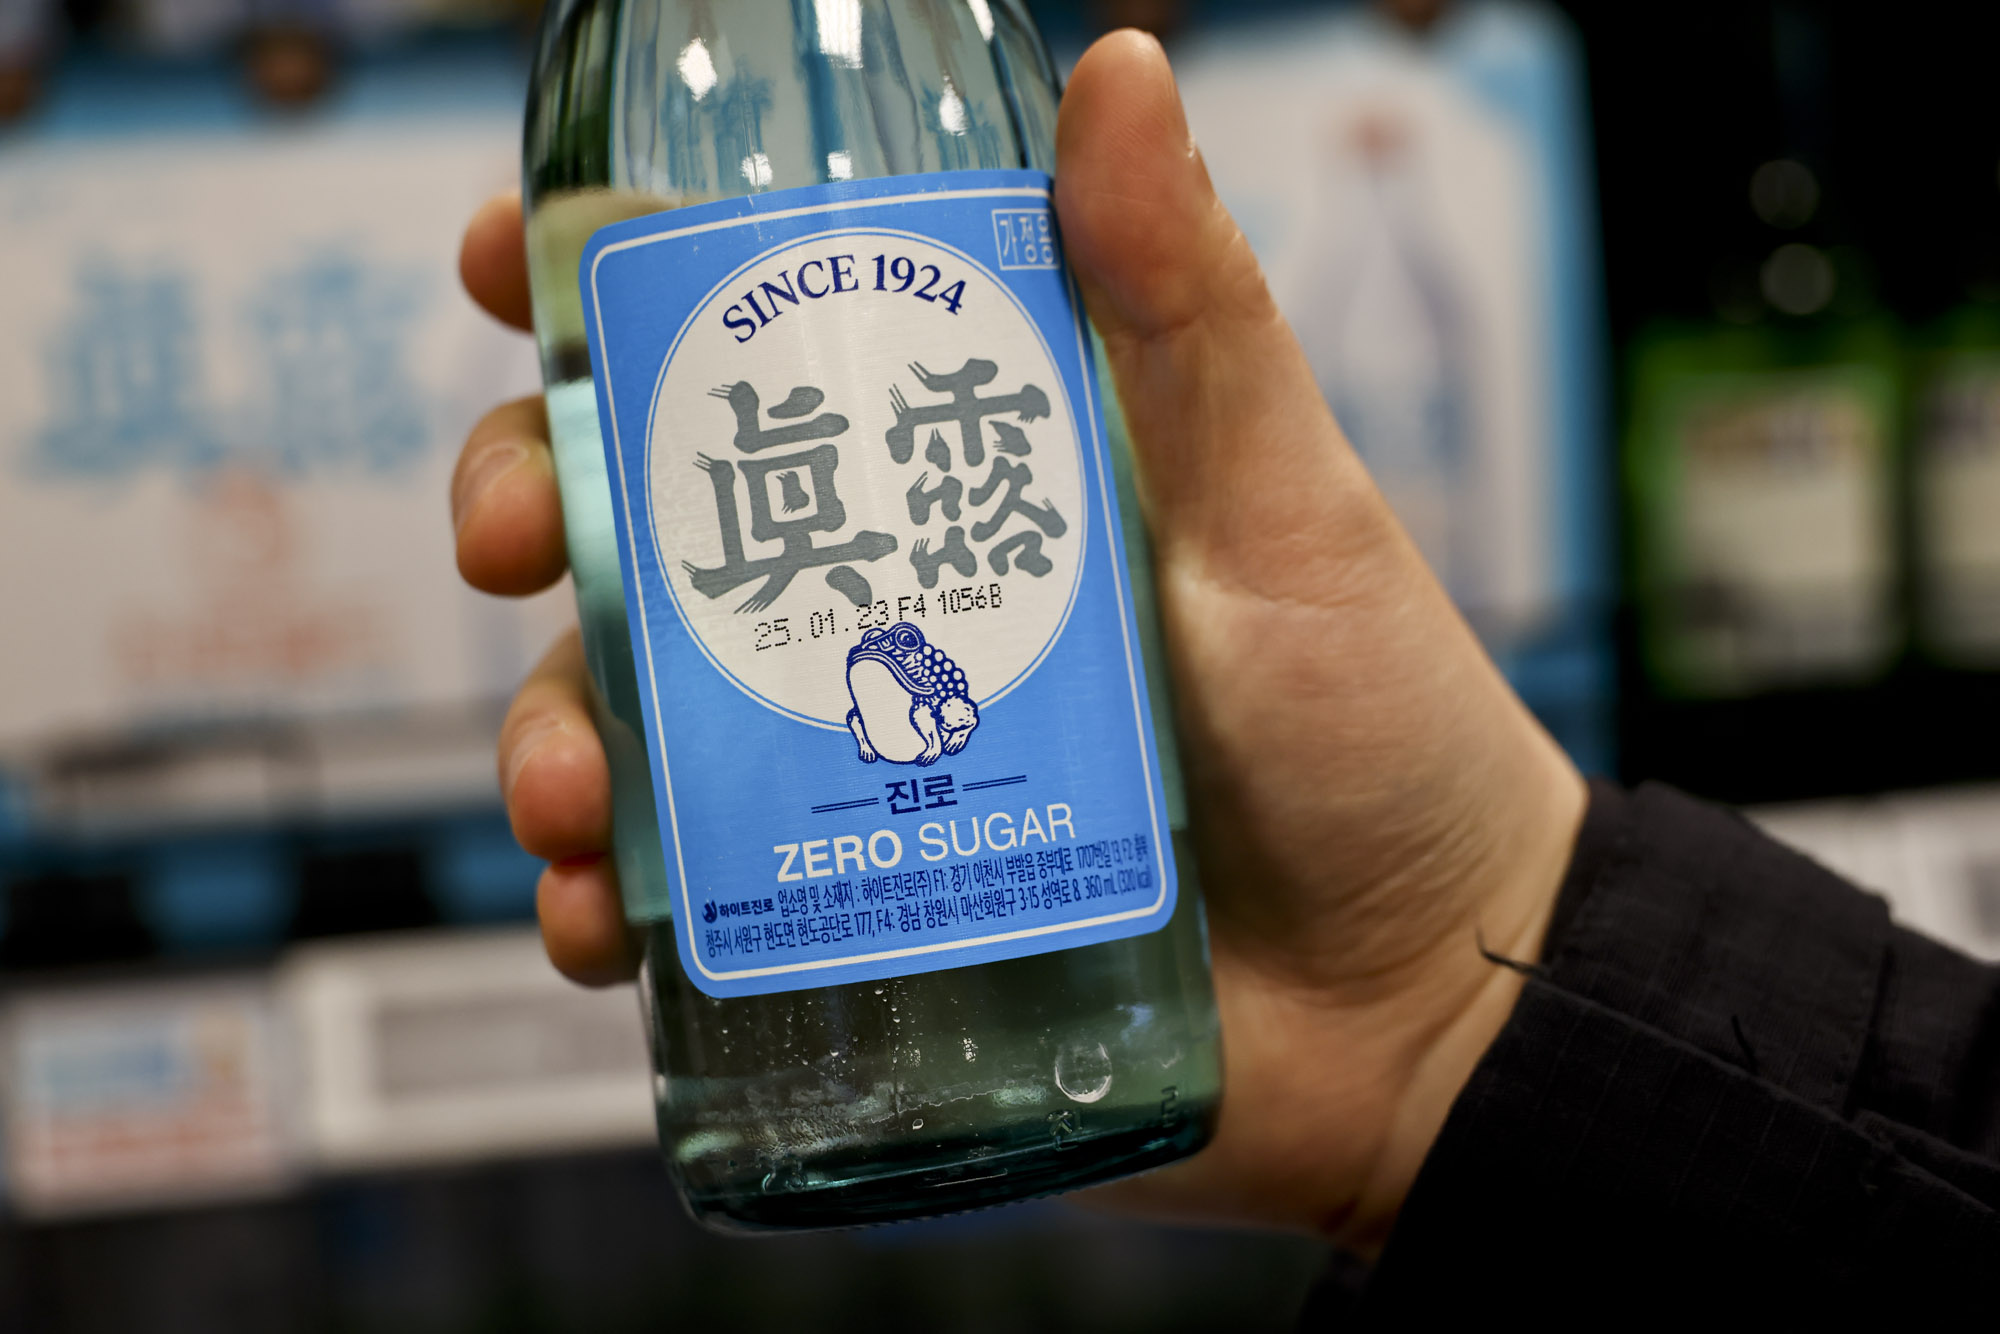 가정용
SINCE 1924
眞露
25.01.23 F4 1056B
진로
ZERO SUGAR
하이트진로 업소명 및 소재지 : 하이트진로(주) F1: 경기 이천시 부발읍 중부대로 1707번길 13, F2: 충북
청주시 서원구 현도면 현도공단로 177, F4: 경남 창원시 마산회원구 3·15 성역로 8. 360 mL (320 kcal)